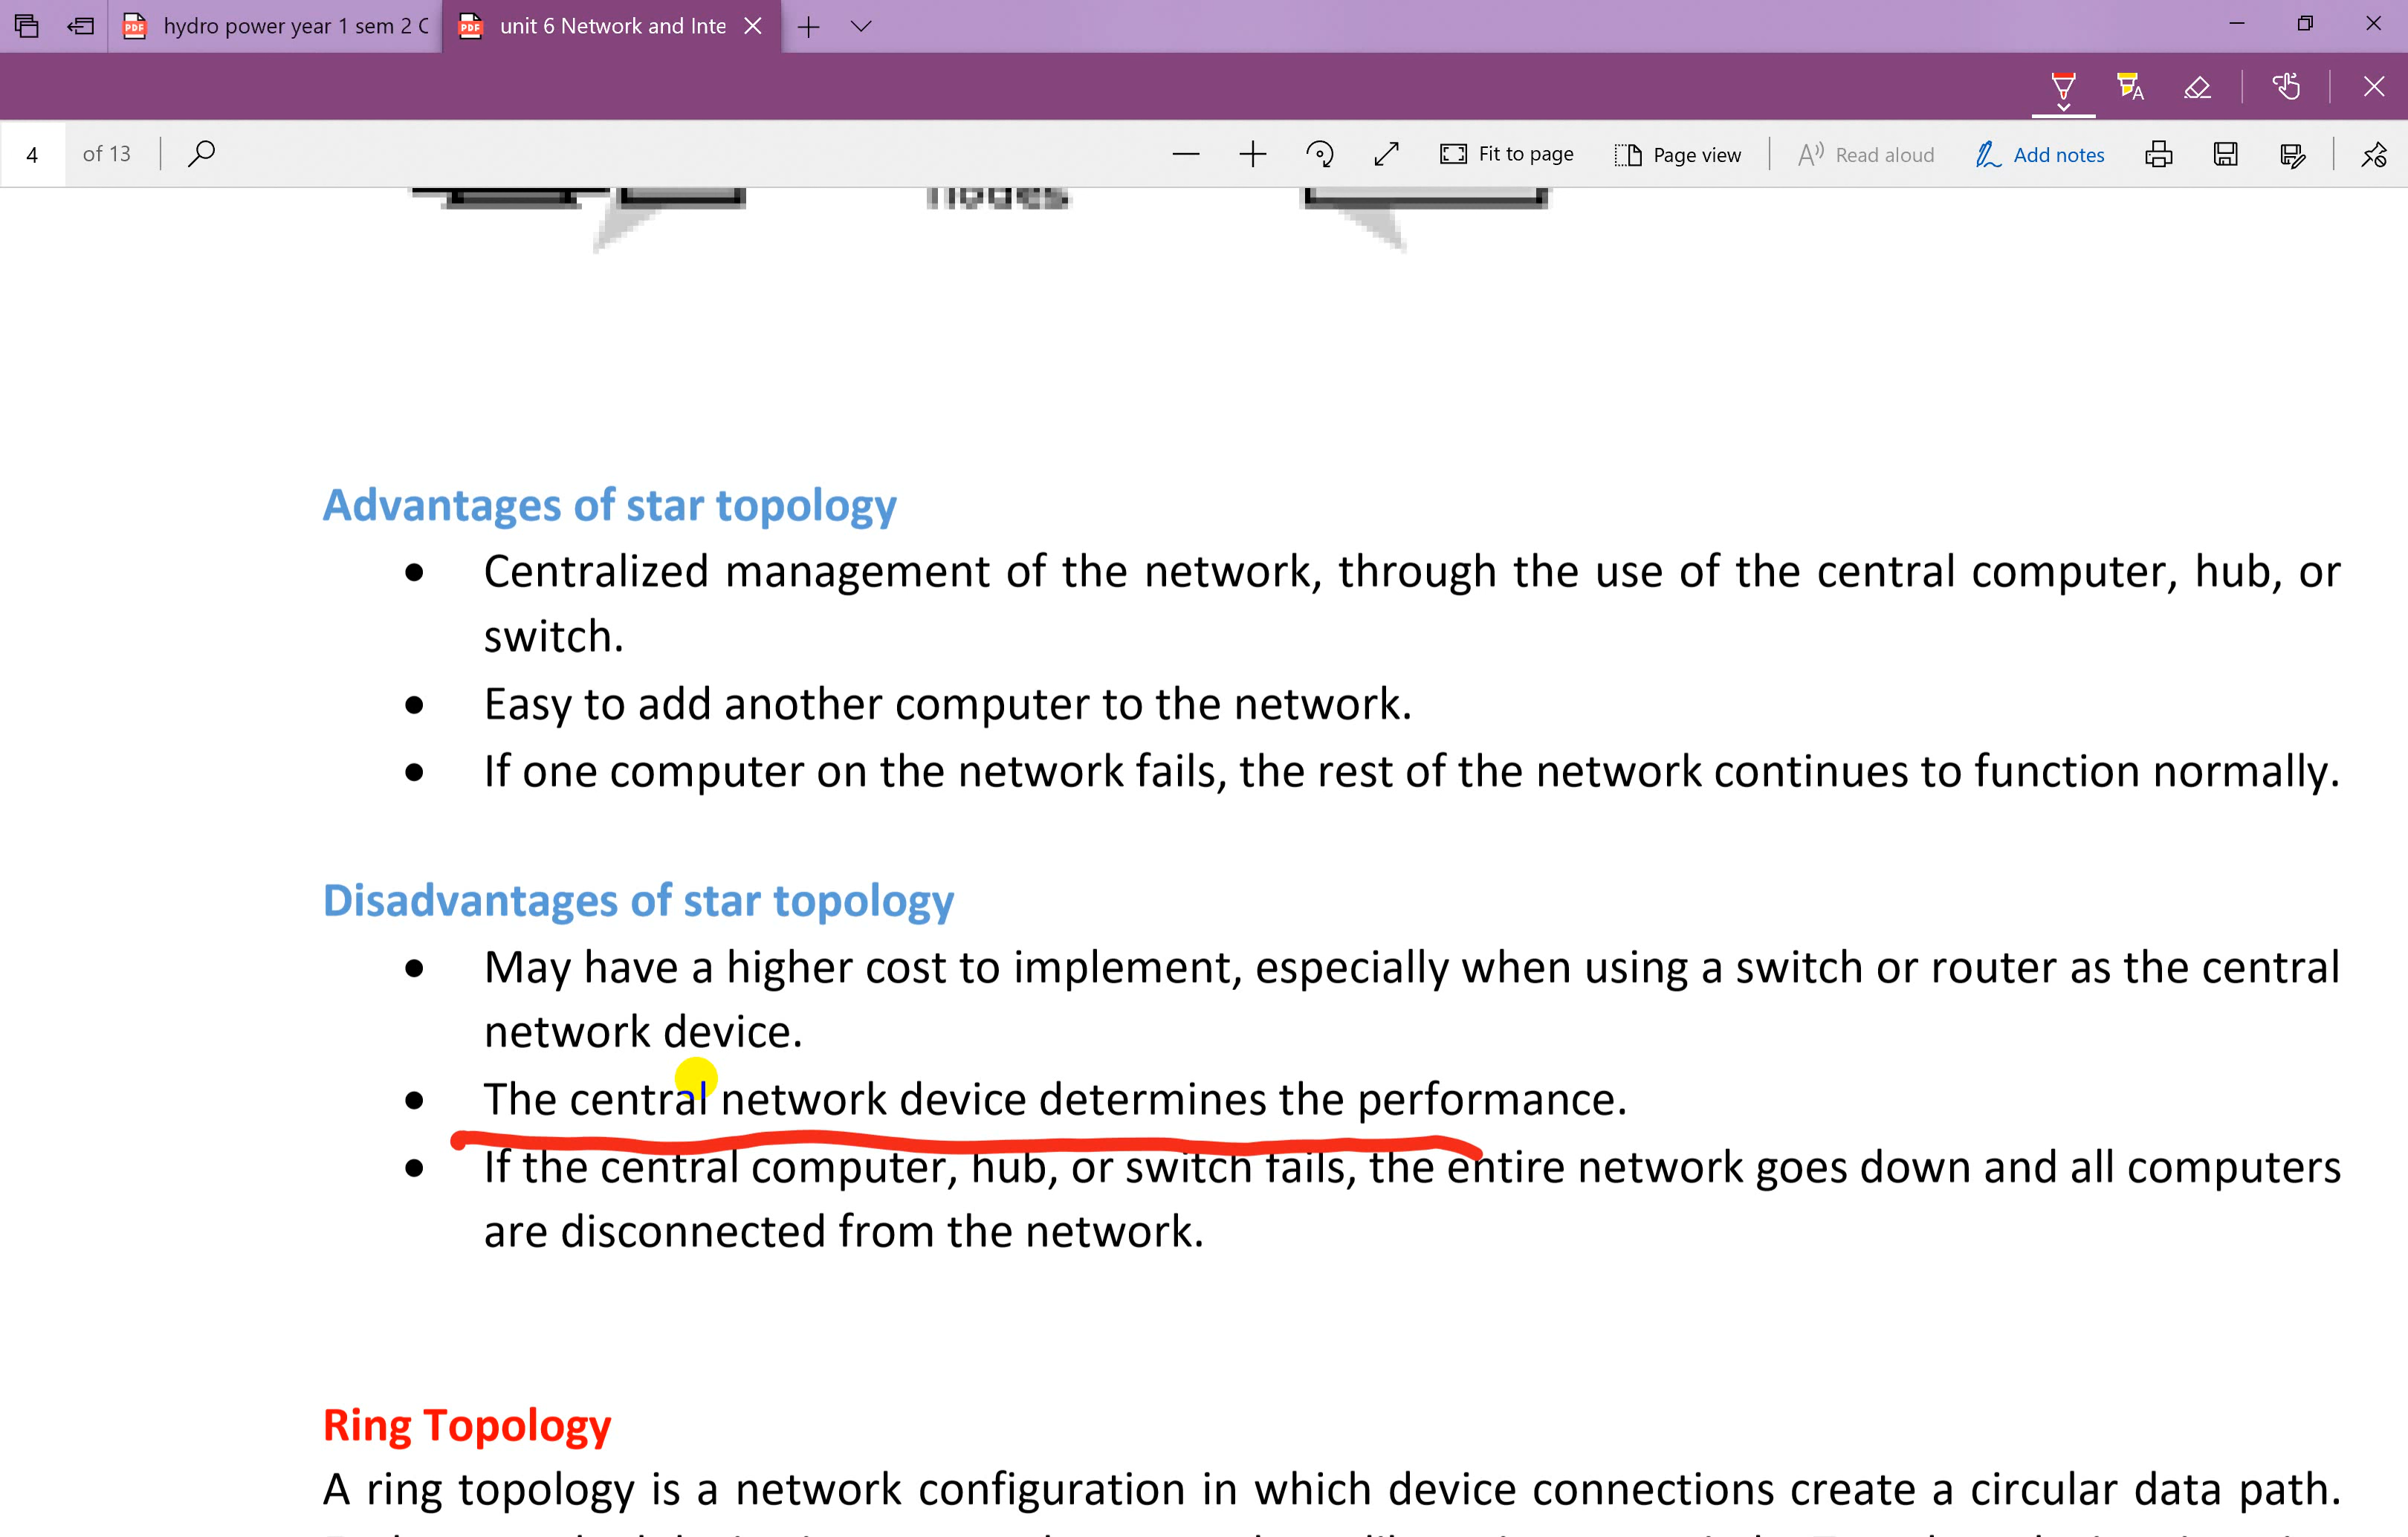 hydro power year 1 sem 2 C
unit 6 Network and Inte
4 of 13
Fit to page
Page view
Read aloud
Add notes
nodes
Advantages of star topology
Centralized management of the network, through the use of the central computer, hub, or
switch.
Easy to add another computer to the network.
If one computer on the network fails, the rest of the network continues to function normally.
Disadvantages of star topology
May have a higher cost to implement, especially when using a switch or router as the central
network device.
The central network device determines the performance.
If the central computer, hub, or switch fails, the entire network goes down and all computers
are disconnected from the network.
Ring Topology
A ring topology is a network configuration in which device connections create a circular data path.